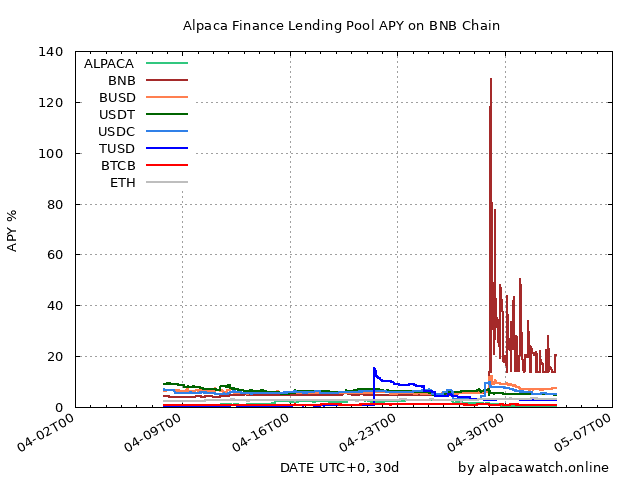 Alpaca Finance Lending Pool APY on BNB Chain
140
120
100
80
60
40
20
0
APY %
ALPACA
BNB
BUSD
USDT
USDC
TUSD
BTCB
ETH
04-02T00
04-09T00
04-16T00
04-23T00
04-30T00
05-07T00
DATE UTC+0, 30d
by alpacawatch.online